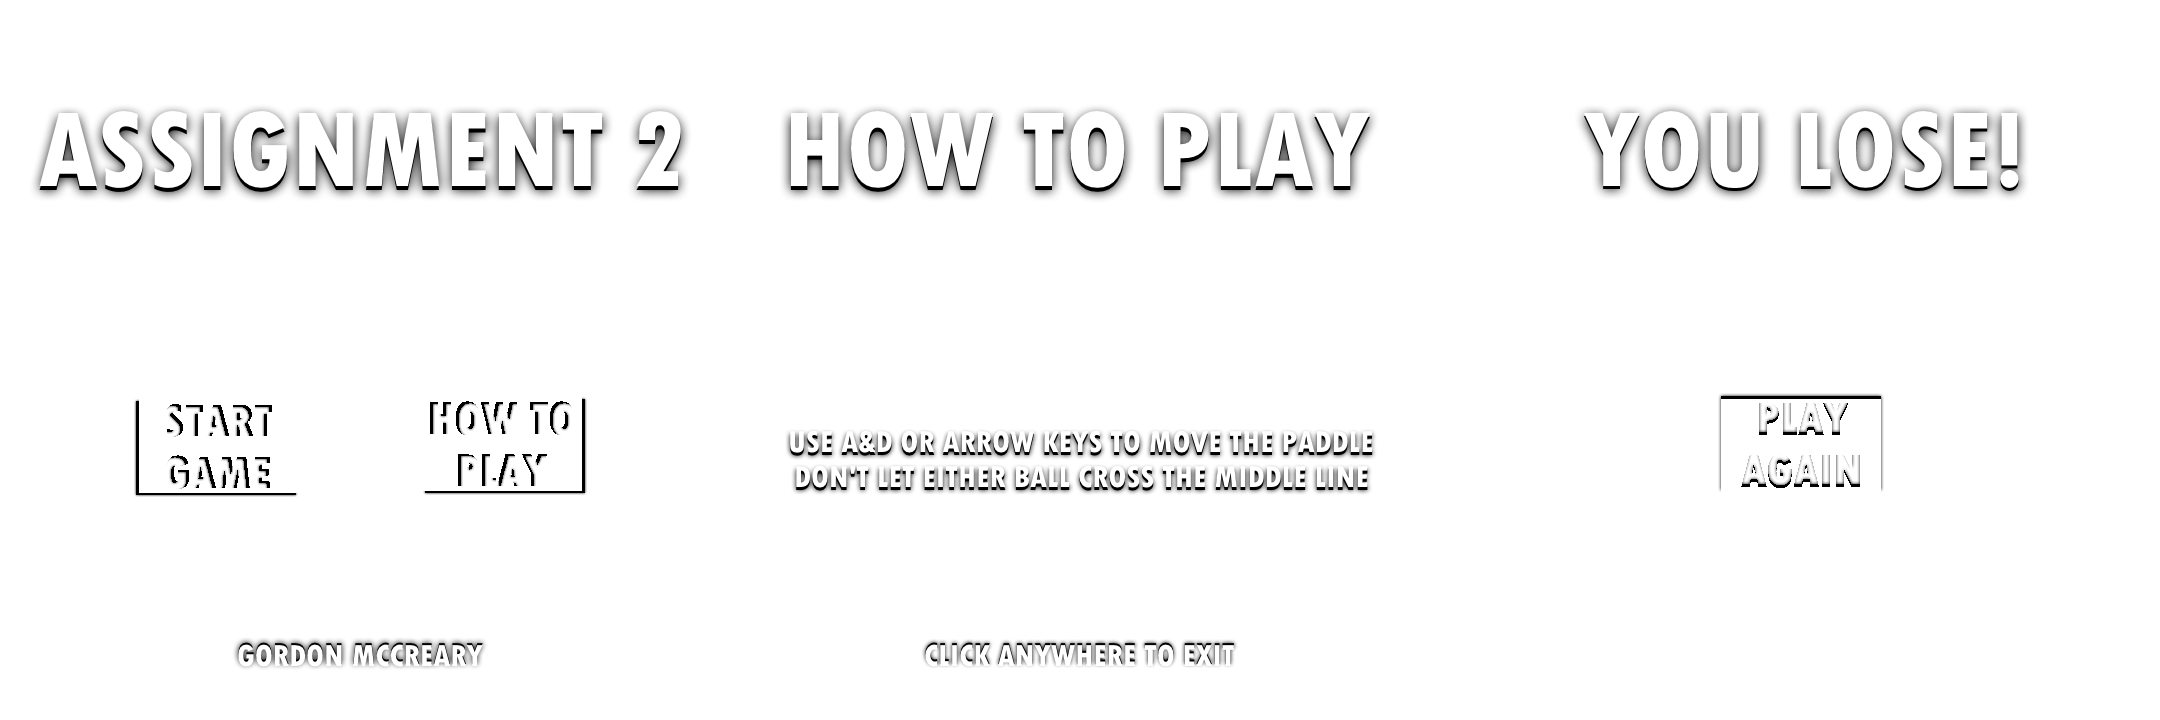 ASSIGNMENT 2
START
GAME
HOW TO
PLAY
GORDON MCCREARY
HOW TO PLAY
USE A&D OR ARROW KEYS TO MOVE THE PADDLE
DON'T LET EITHER BALL CROSS THE MIDDLE LINE
CLICK ANYWHERE TO EXIT
YOU LOSE!
PLAY
AGAIN